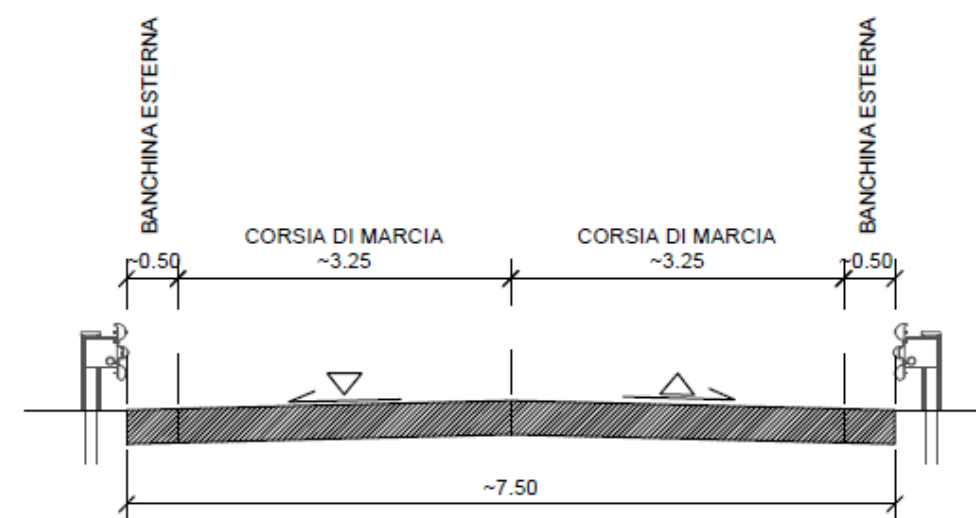 BANCHINA ESTERNA
BANCHINA ESTERNA
CORSIA DI MARCIA
CORSIA DI MARCIA
~0.50
~3.25
~3.25
~0.50
~7.50